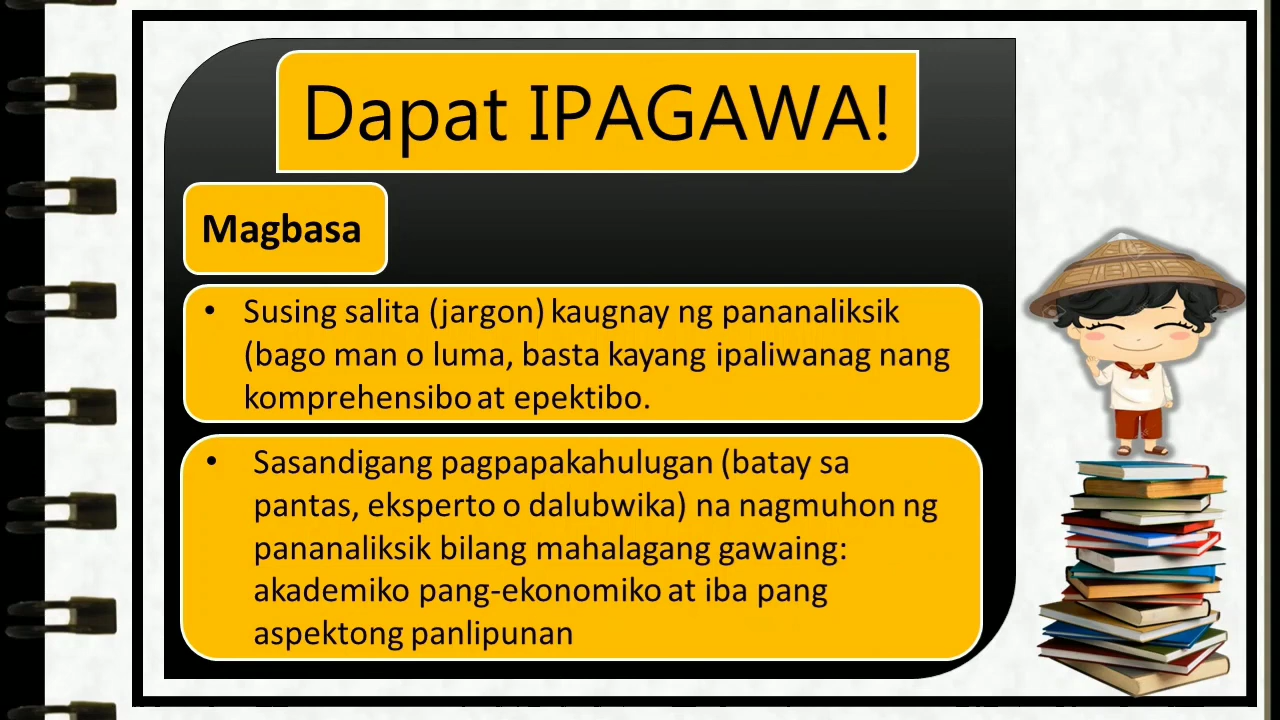 Dapat IPAGAWA!
Magbasa
• Susing salita (jargon) kaugnay ng pananaliksik
(bago man o luma, basta kayang ipaliwanag nang
komprehensibo at epektibo.
• Sasandigang pagpapakahulugan (batay sa
pantas, eksperto o dalubwika) na nagmuhon ng
pananaliksik bilang mahalagang gawaing:
akademiko pang-ekonomiko at iba pang
aspektong panlipunan